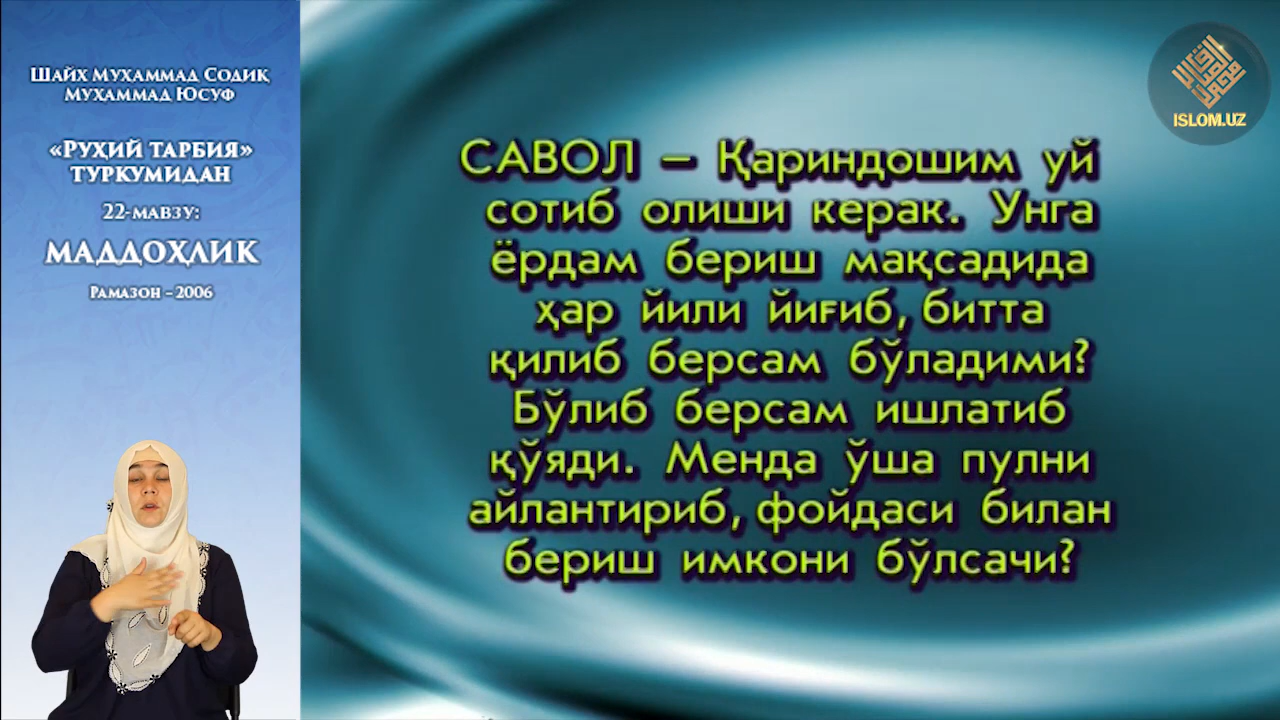 Шайх Муҳаммад Содиқ
Муҳаммад Юсуф
«Руҳий тарбия»
туркумидан
22-мавзу:
МАДДОҲЛИК
Рамазон – 2006
САВОЛ – Қариндошим уй
сотиб олиши керак. Унга
ёрдам бериш мақсадида
ҳар йили йиғиб, битта
қилиб берсам бўладими?
Бўлиб берсам ишлатиб
қўяди. Менда ўша пулни
айлантириб, фойдаси билан
бериш имкони бўлсачи?
ISLOM.UZ